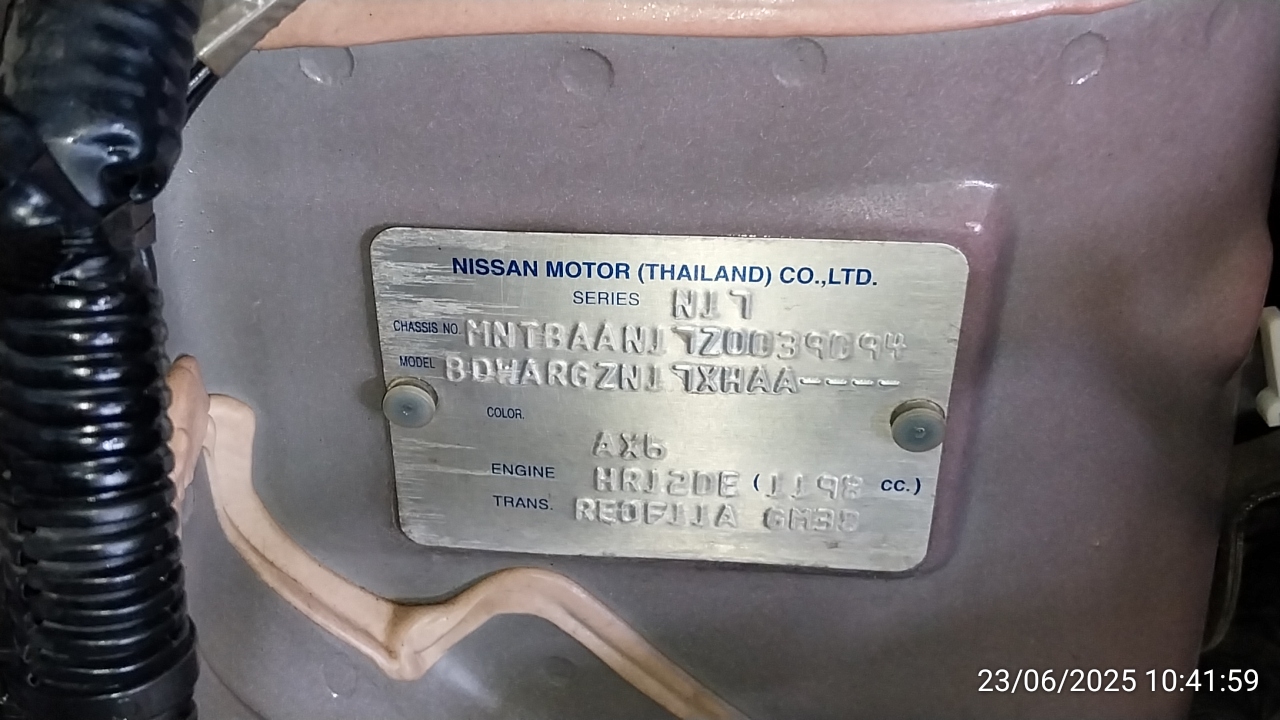 NISSAN MOTOR (THAILAND) CO.,LTD.
SERIES N17
CHASSIS NO. MNTBAAN17Z0039094
MODEL BDWARGZN17XHAA----
COLOR.
AX6
ENGINE HR12DE (1198 cc.)
TRANS. RE0F11A GM38
23/06/2025 10:41:59